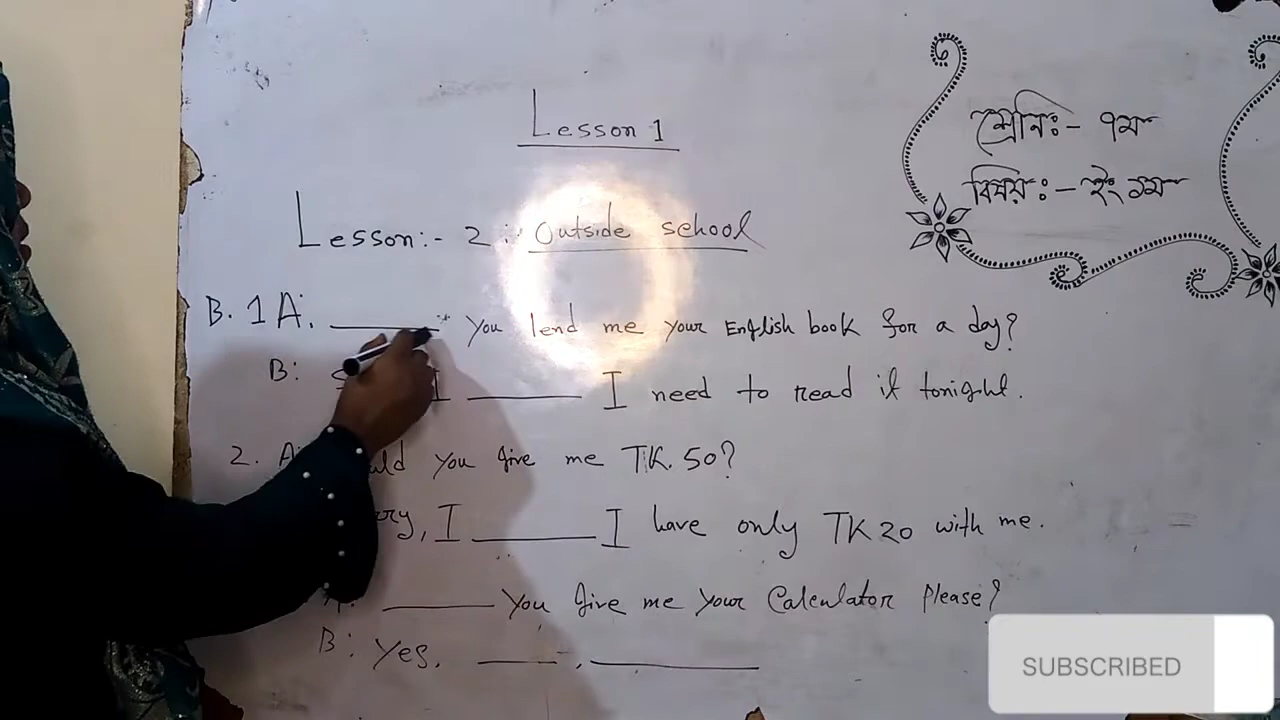 Lesson 1
শ্রেনিঃ- ৭ম
বিষয়ঃ- ইং ১ম
Lesson:- 2: Outside school
B. 1 A. ______ you lend me your English book for a day?
B: I ______ I need to read it tonight.
2. A: you give me TK. 50?
I ______ I have only TK 20 with me.
A. ______ you give me your Calculator Please?
B: Yes. ____ . ______
SUBSCRIBED